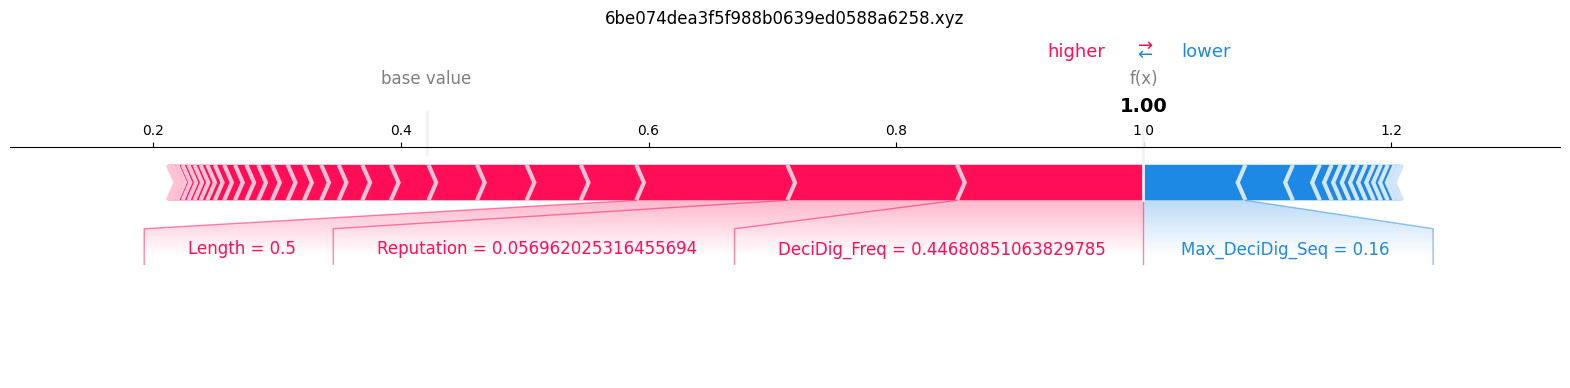 6be074dea3f5f988b0639ed0588a6258.xyz
higher ⇄ lower
base value f(x)
1.00
0.2 0.4 0.6 0.8 1.0 1.2
Length = 0.5 Reputation = 0.056962025316455694 DeciDig_Freq = 0.44680851063829785 Max_DeciDig_Seq = 0.16